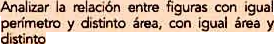 Analizar la relación entre figuras con igual
perímetro y distinto área, con igual área y
distinto